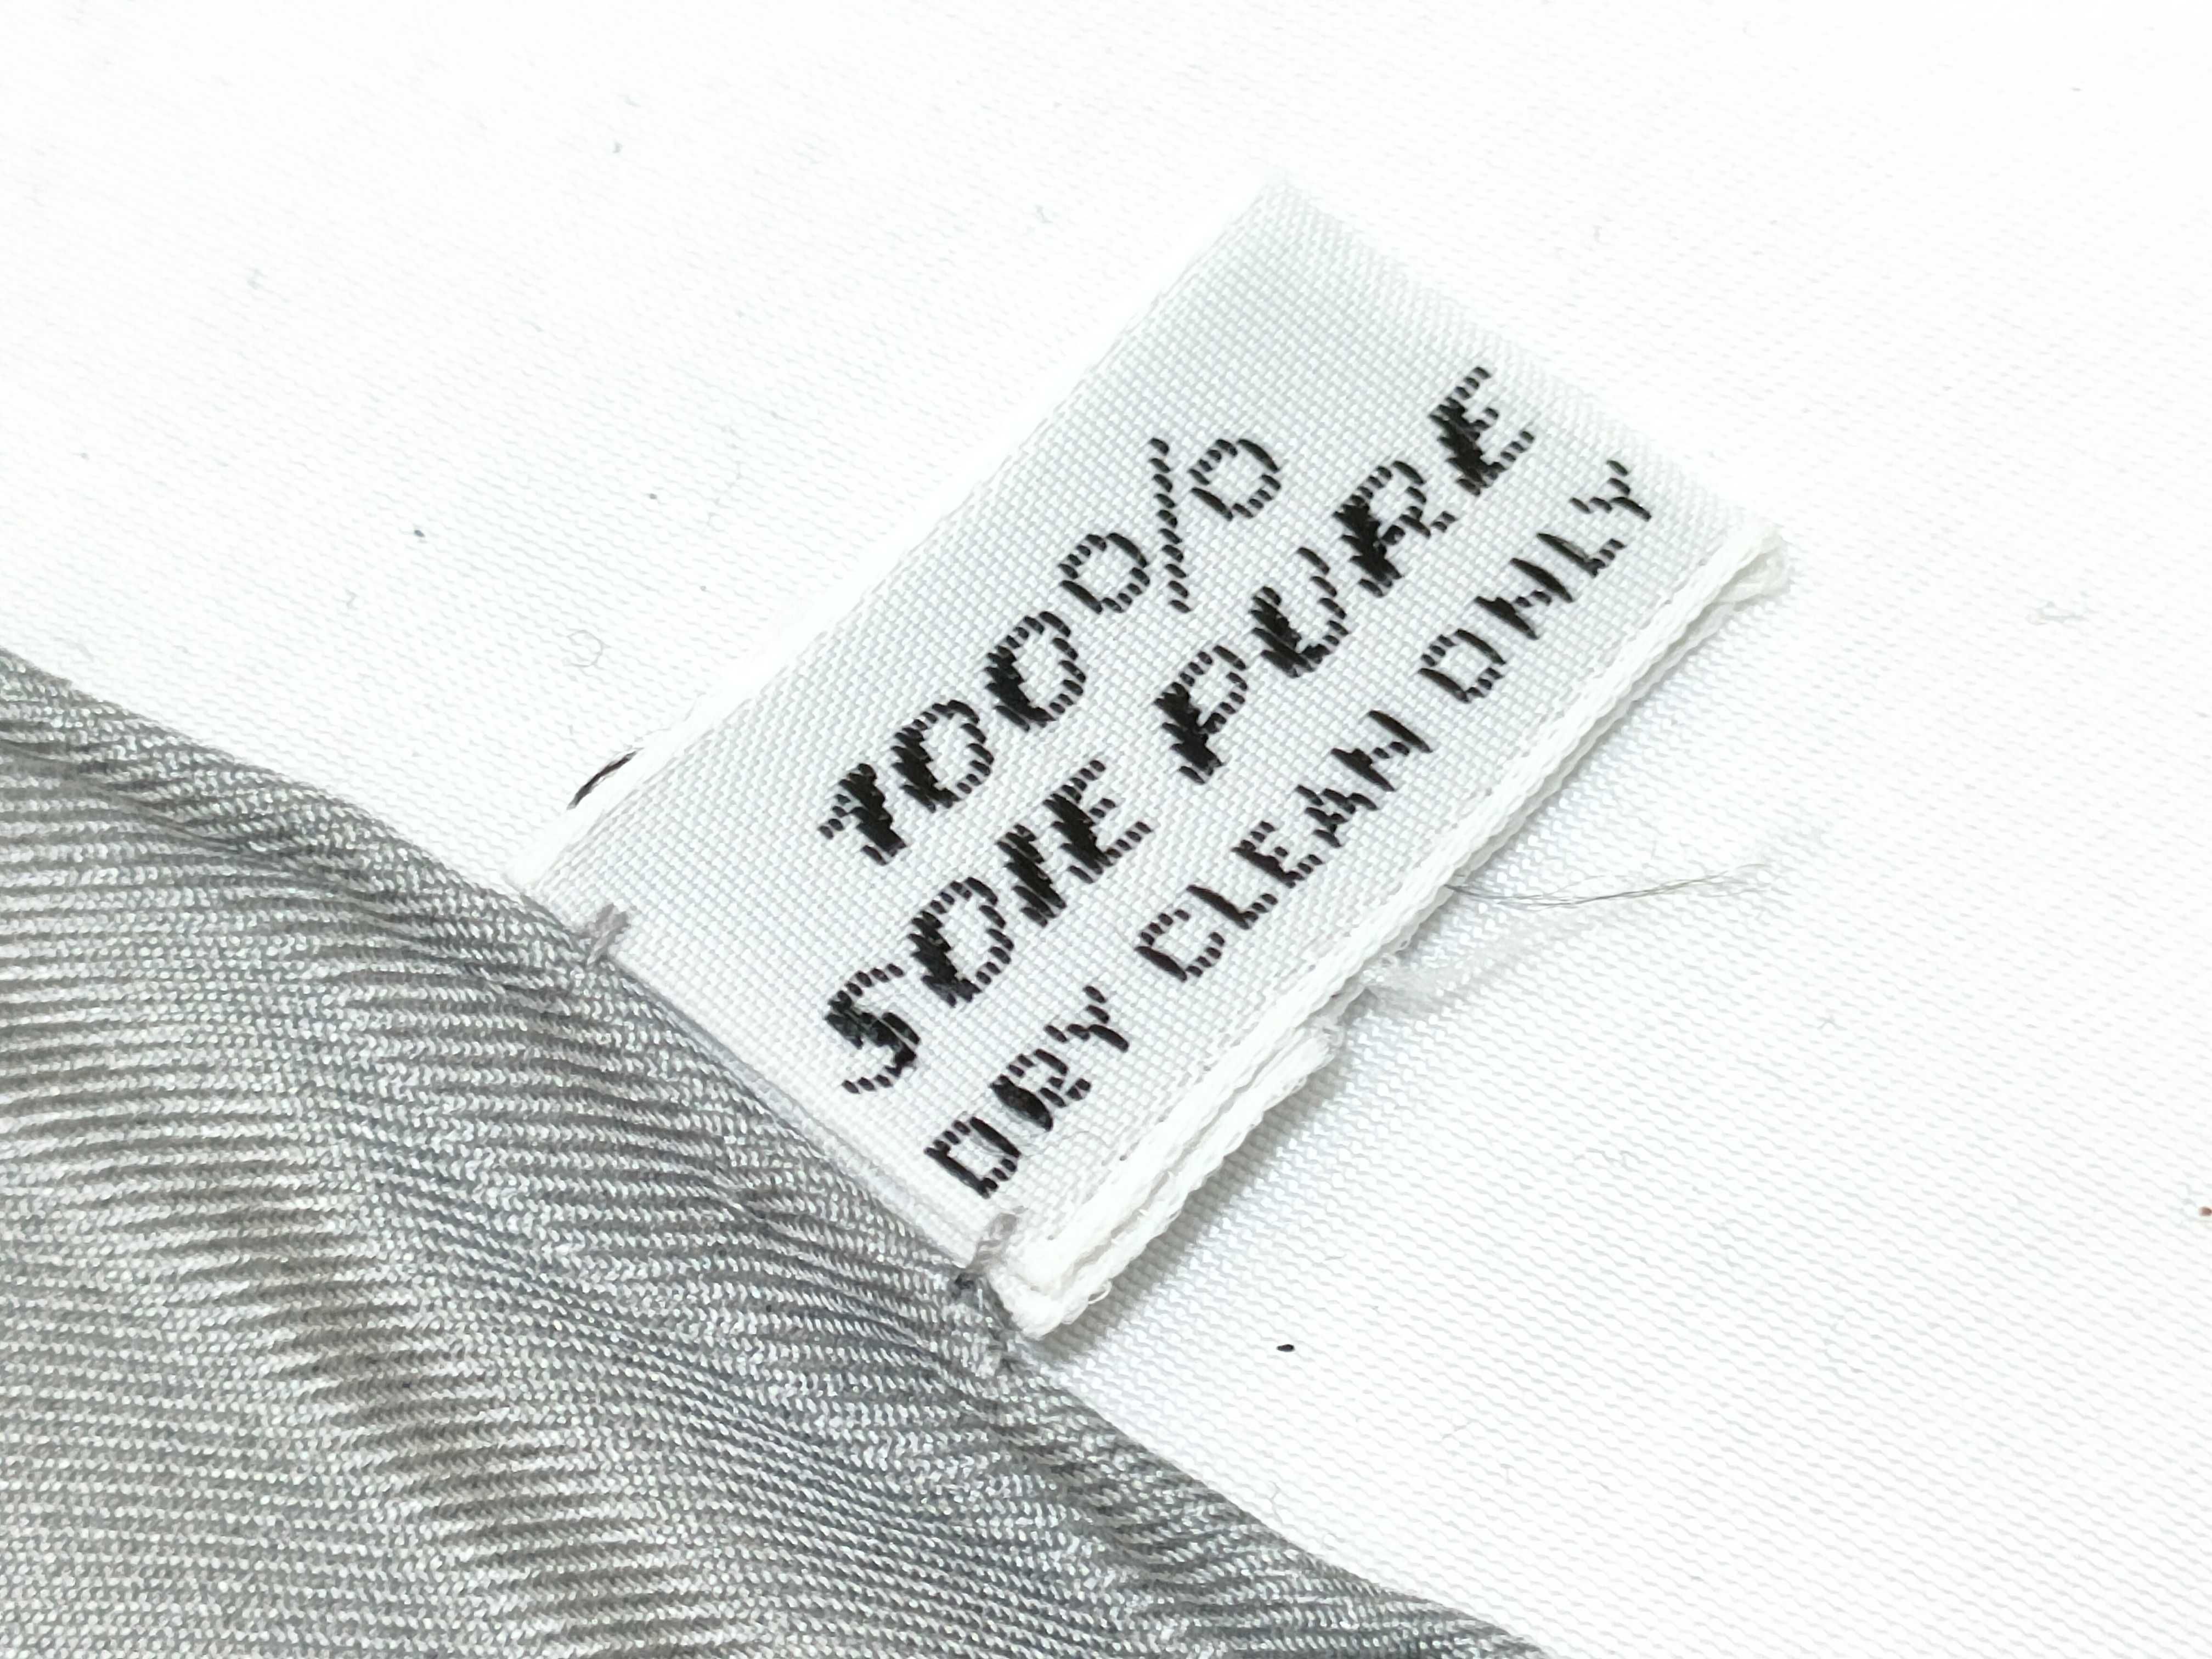 100%
SOIE PURE
DRY CLEAN ONLY